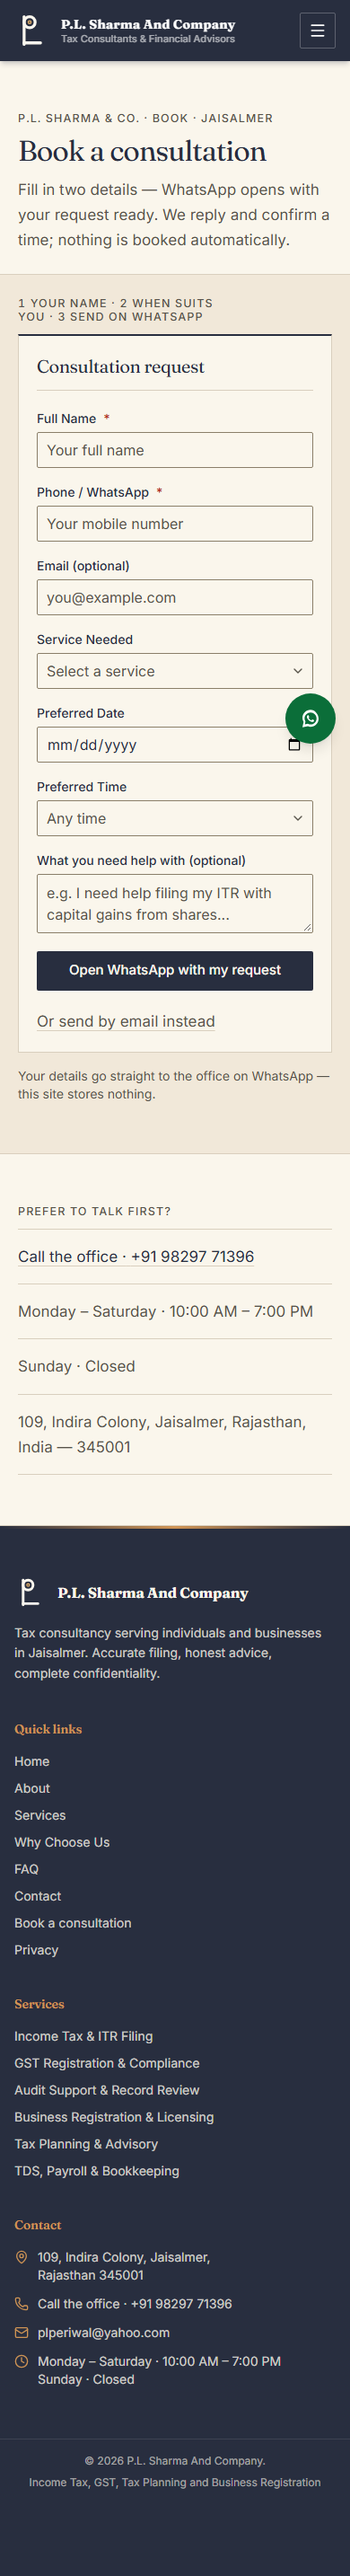 P.L. Sharma And Company
Tax Consultants & Financial Advisors
P.L. SHARMA & CO. · BOOK · JAISALMER
Book a consultation
Fill in two details — WhatsApp opens with
your request ready. We reply and confirm a
time; nothing is booked automatically.
1 YOUR NAME · 2 WHEN SUITS
YOU · 3 SEND ON WHATSAPP
Consultation request
Full Name *
Your full name
Phone / WhatsApp *
Your mobile number
Email (optional)
you@example.com
Service Needed
Select a service
Preferred Date
mm/dd/yyyy
Preferred Time
Any time
What you need help with (optional)
e.g. I need help filing my ITR with
capital gains from shares...
Open WhatsApp with my request
Or send by email instead
Your details go straight to the office on WhatsApp —
this site stores nothing.
PREFER TO TALK FIRST?
Call the office · +91 98297 71396
Monday – Saturday · 10:00 AM – 7:00 PM
Sunday · Closed
109, Indira Colony, Jaisalmer, Rajasthan,
India — 345001
P.L. Sharma And Company
Tax consultancy serving individuals and businesses
in Jaisalmer. Accurate filing, honest advice,
complete confidentiality.
Quick links
Home
About
Services
Why Choose Us
FAQ
Contact
Book a consultation
Privacy
Services
Income Tax & ITR Filing
GST Registration & Compliance
Audit Support & Record Review
Business Registration & Licensing
Tax Planning & Advisory
TDS, Payroll & Bookkeeping
Contact
109, Indira Colony, Jaisalmer,
Rajasthan 345001
Call the office · +91 98297 71396
plperiwal@yahoo.com
Monday – Saturday · 10:00 AM – 7:00 PM
Sunday · Closed
© 2026 P.L. Sharma And Company.
Income Tax, GST, Tax Planning and Business Registration